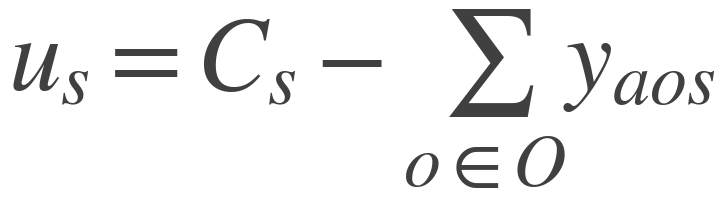 u_s = C_s − ∑_{o ∈ O} y_{aos}